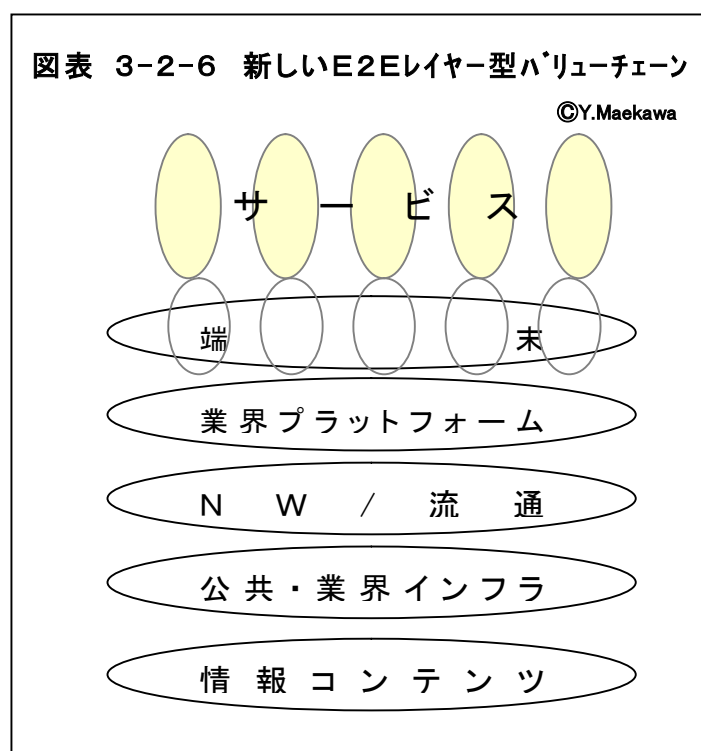 図表 3-2-6 新しいE2Eレイヤー型バリューチェーン
©Y.Maekawa
サービス
端末
業界プラットフォーム
NW/流通
公共・業界インフラ
情報コンテンツ